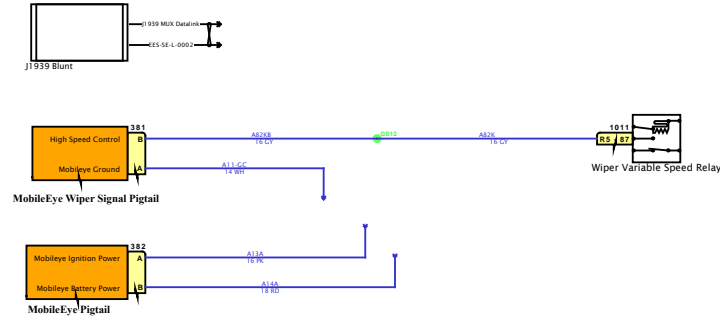 J1939 MUX Datalink
EES-SE-L-0002
J1939 Blunt
381
High Speed Control
B
A82KB
16 GY
GS12
A82K
16 GY
1011
R5 87
Wiper Variable Speed Relay
Mobileye Ground
A
A11-GC
14 WH
MobileEye Wiper Signal Pigtail
382
Mobileye Ignition Power
A
A13A
16 PK
Mobileye Battery Power
B
A14A
18 RD
MobileEye Pigtail